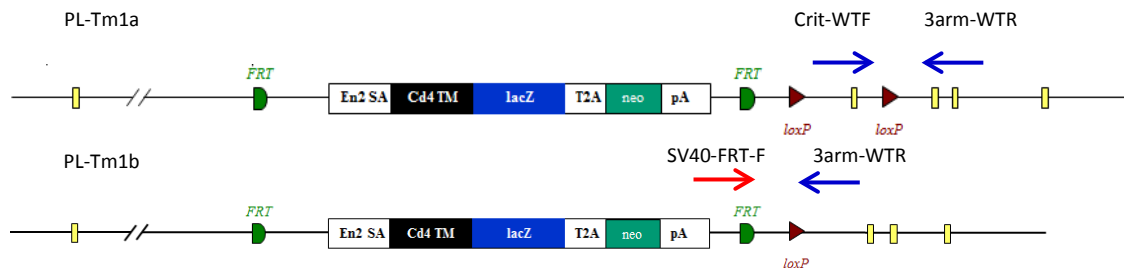 PL-Tm1a Crit-WTF 3arm-WTR
FRT FRT
En2 SA Cd4 TM lacZ T2A neo pA
loxP loxP
PL-Tm1b SV40-FRT-F 3arm-WTR
FRT FRT
En2 SA Cd4 TM lacZ T2A neo pA
loxP